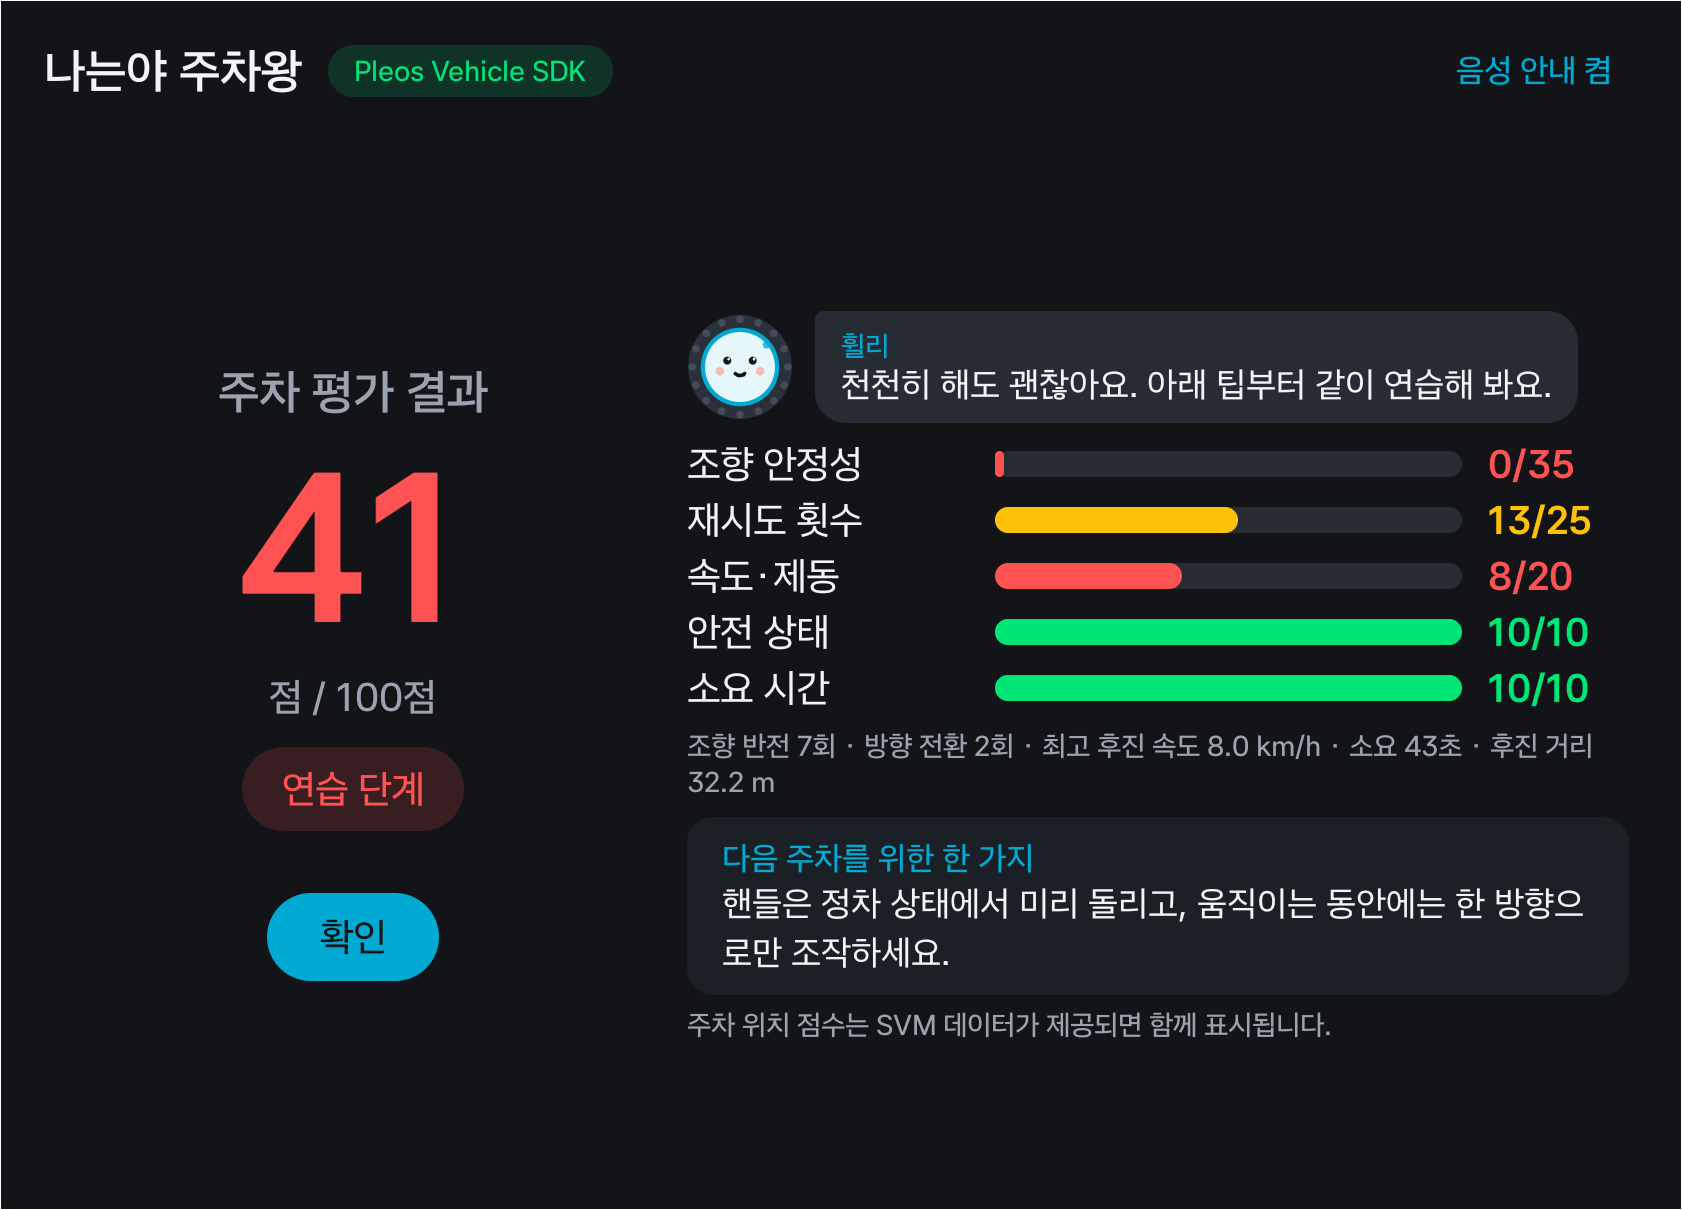 나는야 주차왕
Pleos Vehicle SDK
음성 안내 켬
주차 평가 결과
41
점 / 100점
연습 단계
확인
휠리
천천히 해도 괜찮아요. 아래 팁부터 같이 연습해 봐요.
조향 안정성 0/35
재시도 횟수 13/25
속도·제동 8/20
안전 상태 10/10
소요 시간 10/10
조향 반전 7회 · 방향 전환 2회 · 최고 후진 속도 8.0 km/h · 소요 43초 · 후진 거리
32.2 m
다음 주차를 위한 한 가지
핸들은 정차 상태에서 미리 돌리고, 움직이는 동안에는 한 방향으
로만 조작하세요.
주차 위치 점수는 SVM 데이터가 제공되면 함께 표시됩니다.